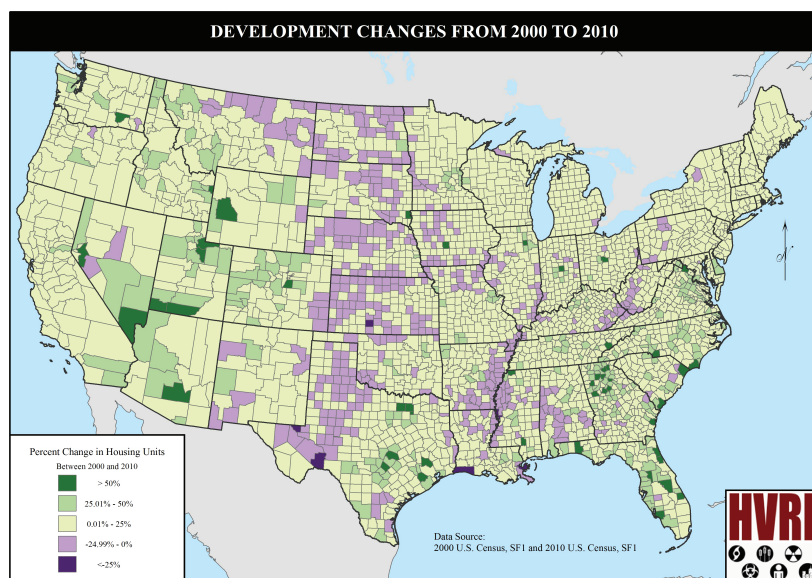 DEVELOPMENT CHANGES FROM 2000 TO 2010
Percent Change in Housing Units
Between 2000 and 2010
> 50%
25.01% - 50%
0.01% - 25%
-24.99% - 0%
<-25%
Data Source:
2000 U.S. Census, SF1 and 2010 U.S. Census, SF1
HVRI